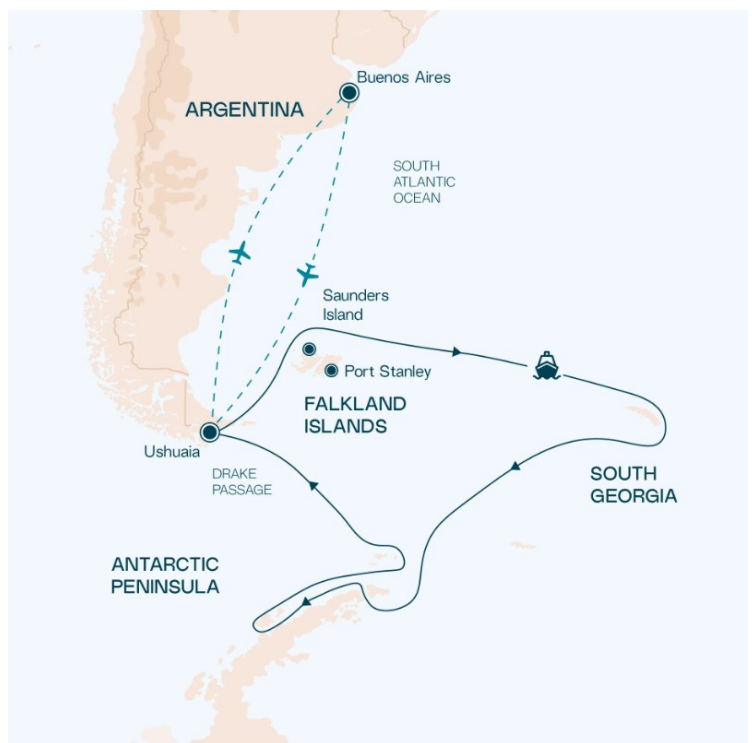 Buenos Aires
ARGENTINA
SOUTH
ATLANTIC
OCEAN
Saunders
Island
Port Stanley
FALKLAND
ISLANDS
Ushuaia
DRAKE
PASSAGE
SOUTH
GEORGIA
ANTARCTIC
PENINSULA